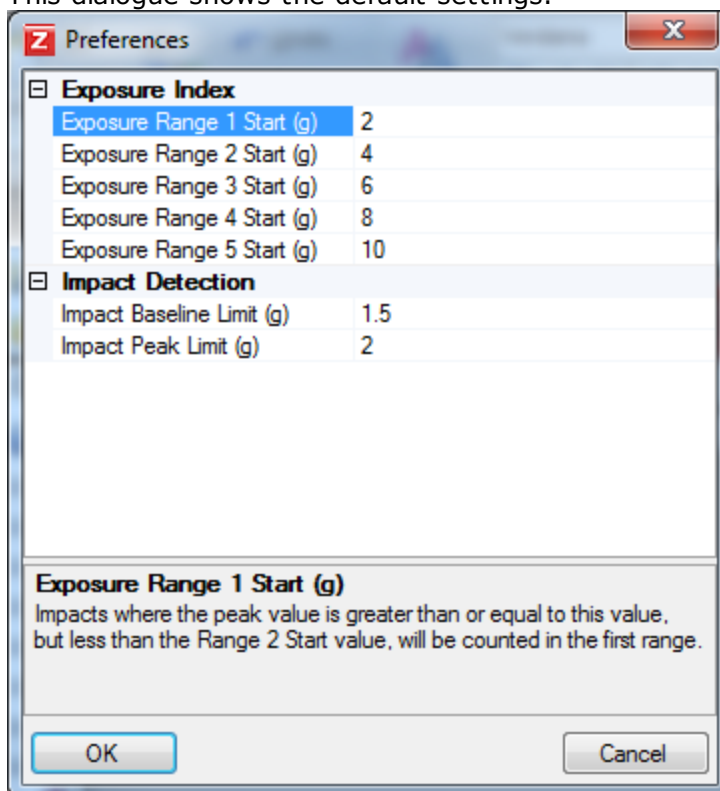 This dialogue shows the default settings.
Z Preferences
Exposure Index
Exposure Range 1 Start (g) 2
Exposure Range 2 Start (g) 4
Exposure Range 3 Start (g) 6
Exposure Range 4 Start (g) 8
Exposure Range 5 Start (g) 10
Impact Detection
Impact Baseline Limit (g) 1.5
Impact Peak Limit (g) 2
Exposure Range 1 Start (g)
Impacts where the peak value is greater than or equal to this value,
but less than the Range 2 Start value, will be counted in the first range.
OK Cancel